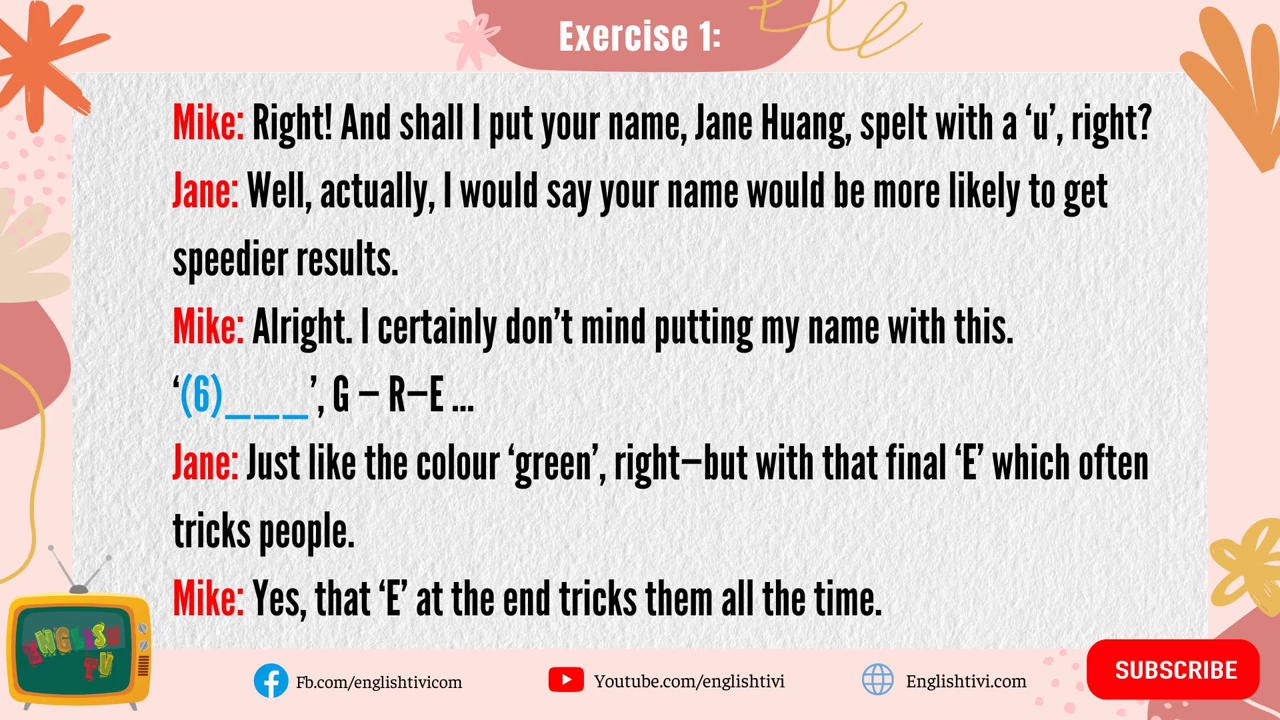 Exercise 1:
Mike: Right! And shall I put your name, Jane Huang, spelt with a ‘u’, right?
Jane: Well, actually, I would say your name would be more likely to get
speedier results.
Mike: Alright. I certainly don’t mind putting my name with this.
‘(6)___’, G – R–E ...
Jane: Just like the colour ‘green’, right–but with that final ‘E’ which often
tricks people.
Mike: Yes, that ‘E’ at the end tricks them all the time.
ENGLISH
TV
Fb.com/englishtivicom
Youtube.com/englishtivi
Englishtivi.com
SUBSCRIBE